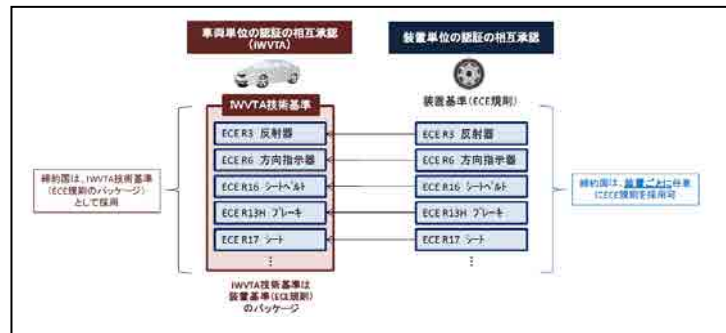 車両単位の認証の相互承認
(IWVTA)
装置単位の認証の相互承認
IWVTA技術基準
装置基準(ECE規則)
ECE R3 反射器
ECE R6 方向指示器
ECE R16 シートベルト
ECE R13H ブレーキ
ECE R17 シート
⋮
ECE R3 反射器
ECE R6 方向指示器
ECE R16 シートベルト
ECE R13H ブレーキ
ECE R17 シート
⋮
締約国は、IWVTA技術基準
(ECE規則のパッケージ)
として採用
締約国は、装置ごとに任意
にECE規則を採用可
IWVTA技術基準は
装置基準(ECE規則)
のパッケージ